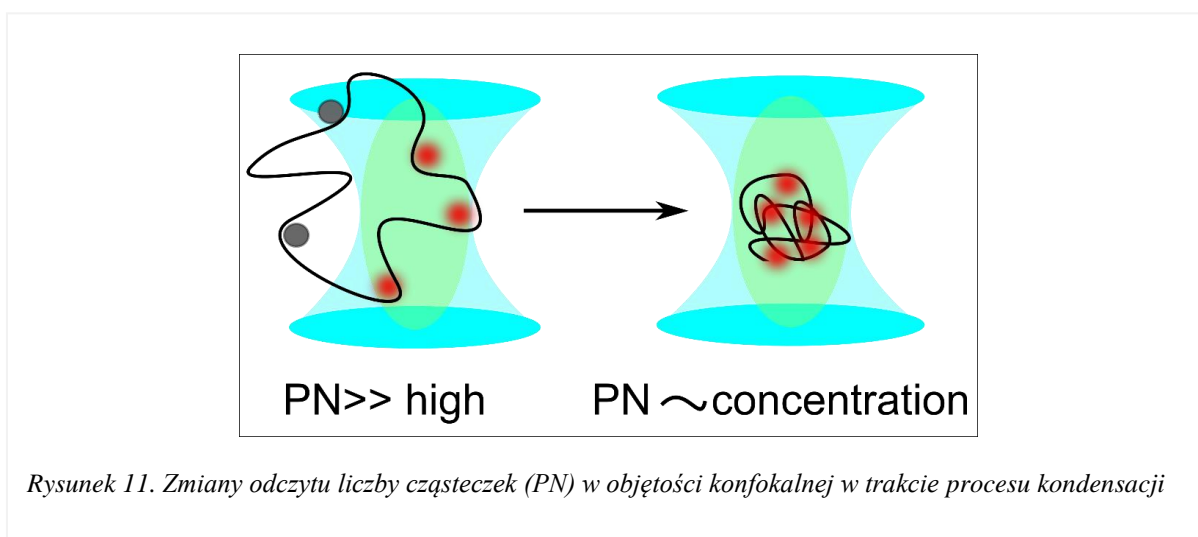 PN>> high
PN ~ concentration
Rysunek 11. Zmiany odczytu liczby cząsteczek (PN) w objętości konfokalnej w trakcie procesu kondensacji